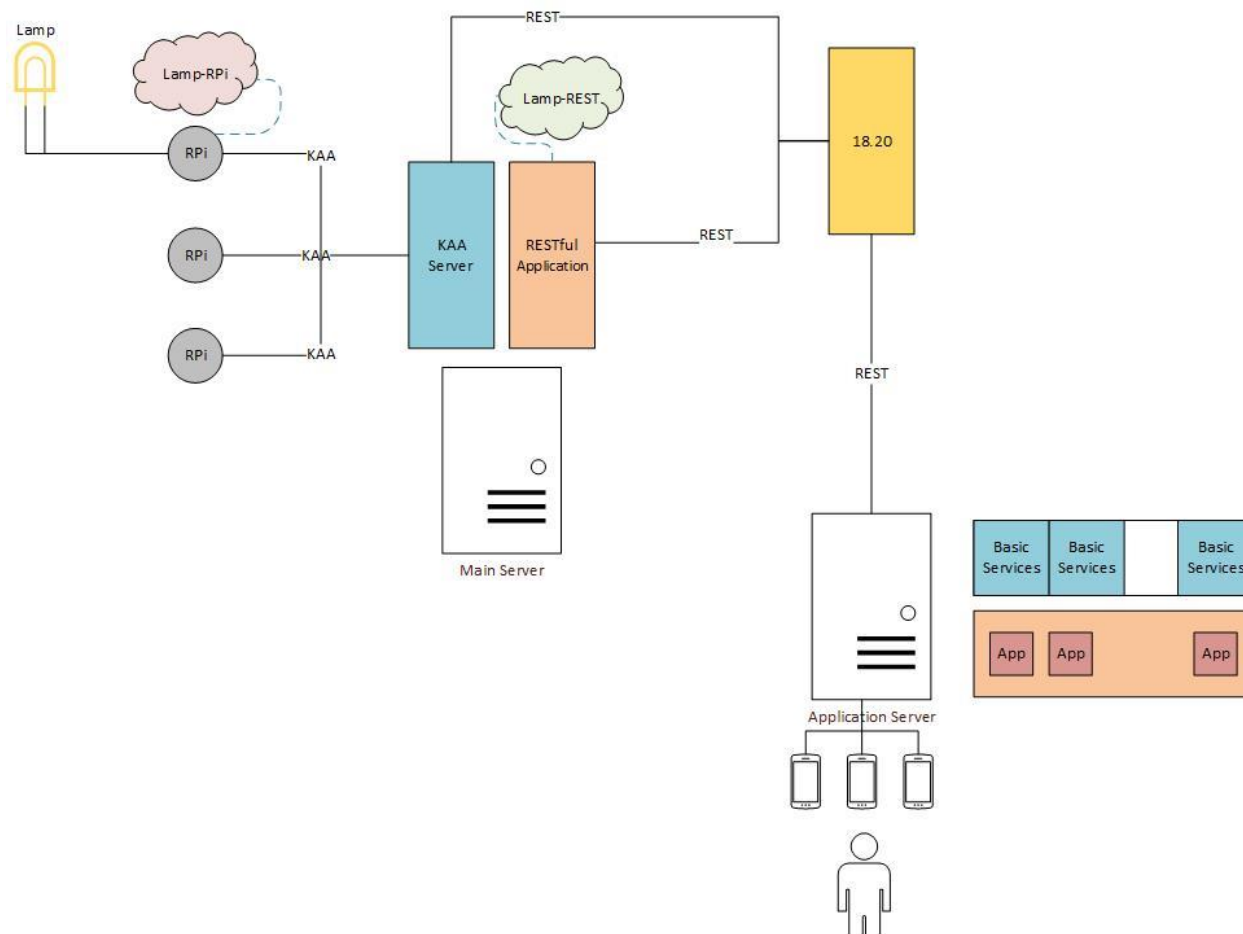 REST
Lamp
Lamp-RPi
Lamp-REST
RPi
KAA
18.20
REST
RPi
KAA
KAA
Server
RESTful
Application
RPi
KAA
REST
Main Server
Basic
Services
Basic
Services
Basic
Services
App
App
App
Application Server